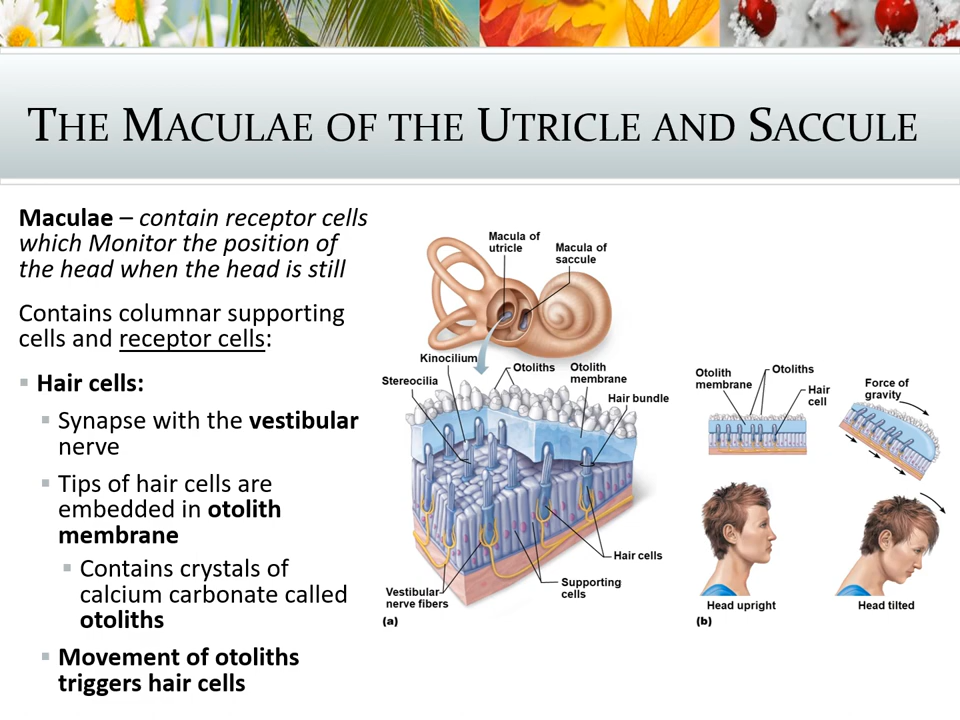 THE MACULAE OF THE UTRICLE AND SACCULE
Maculae – contain receptor cells
which Monitor the position of
the head when the head is still
Contains columnar supporting
cells and receptor cells:
Hair cells:
Synapse with the vestibular
nerve
Tips of hair cells are
embedded in otolith
membrane
Contains crystals of
calcium carbonate called
otoliths
Movement of otoliths
triggers hair cells
Macula of
utricle
Macula of
saccule
Kinocilium
Stereocilia
Otoliths
Otolith
membrane
Hair bundle
Hair cells
Supporting
cells
Vestibular
nerve fibers
(a)
Otolith
membrane
Otoliths
Hair
cell
Force of
gravity
Head upright
Head tilted
(b)